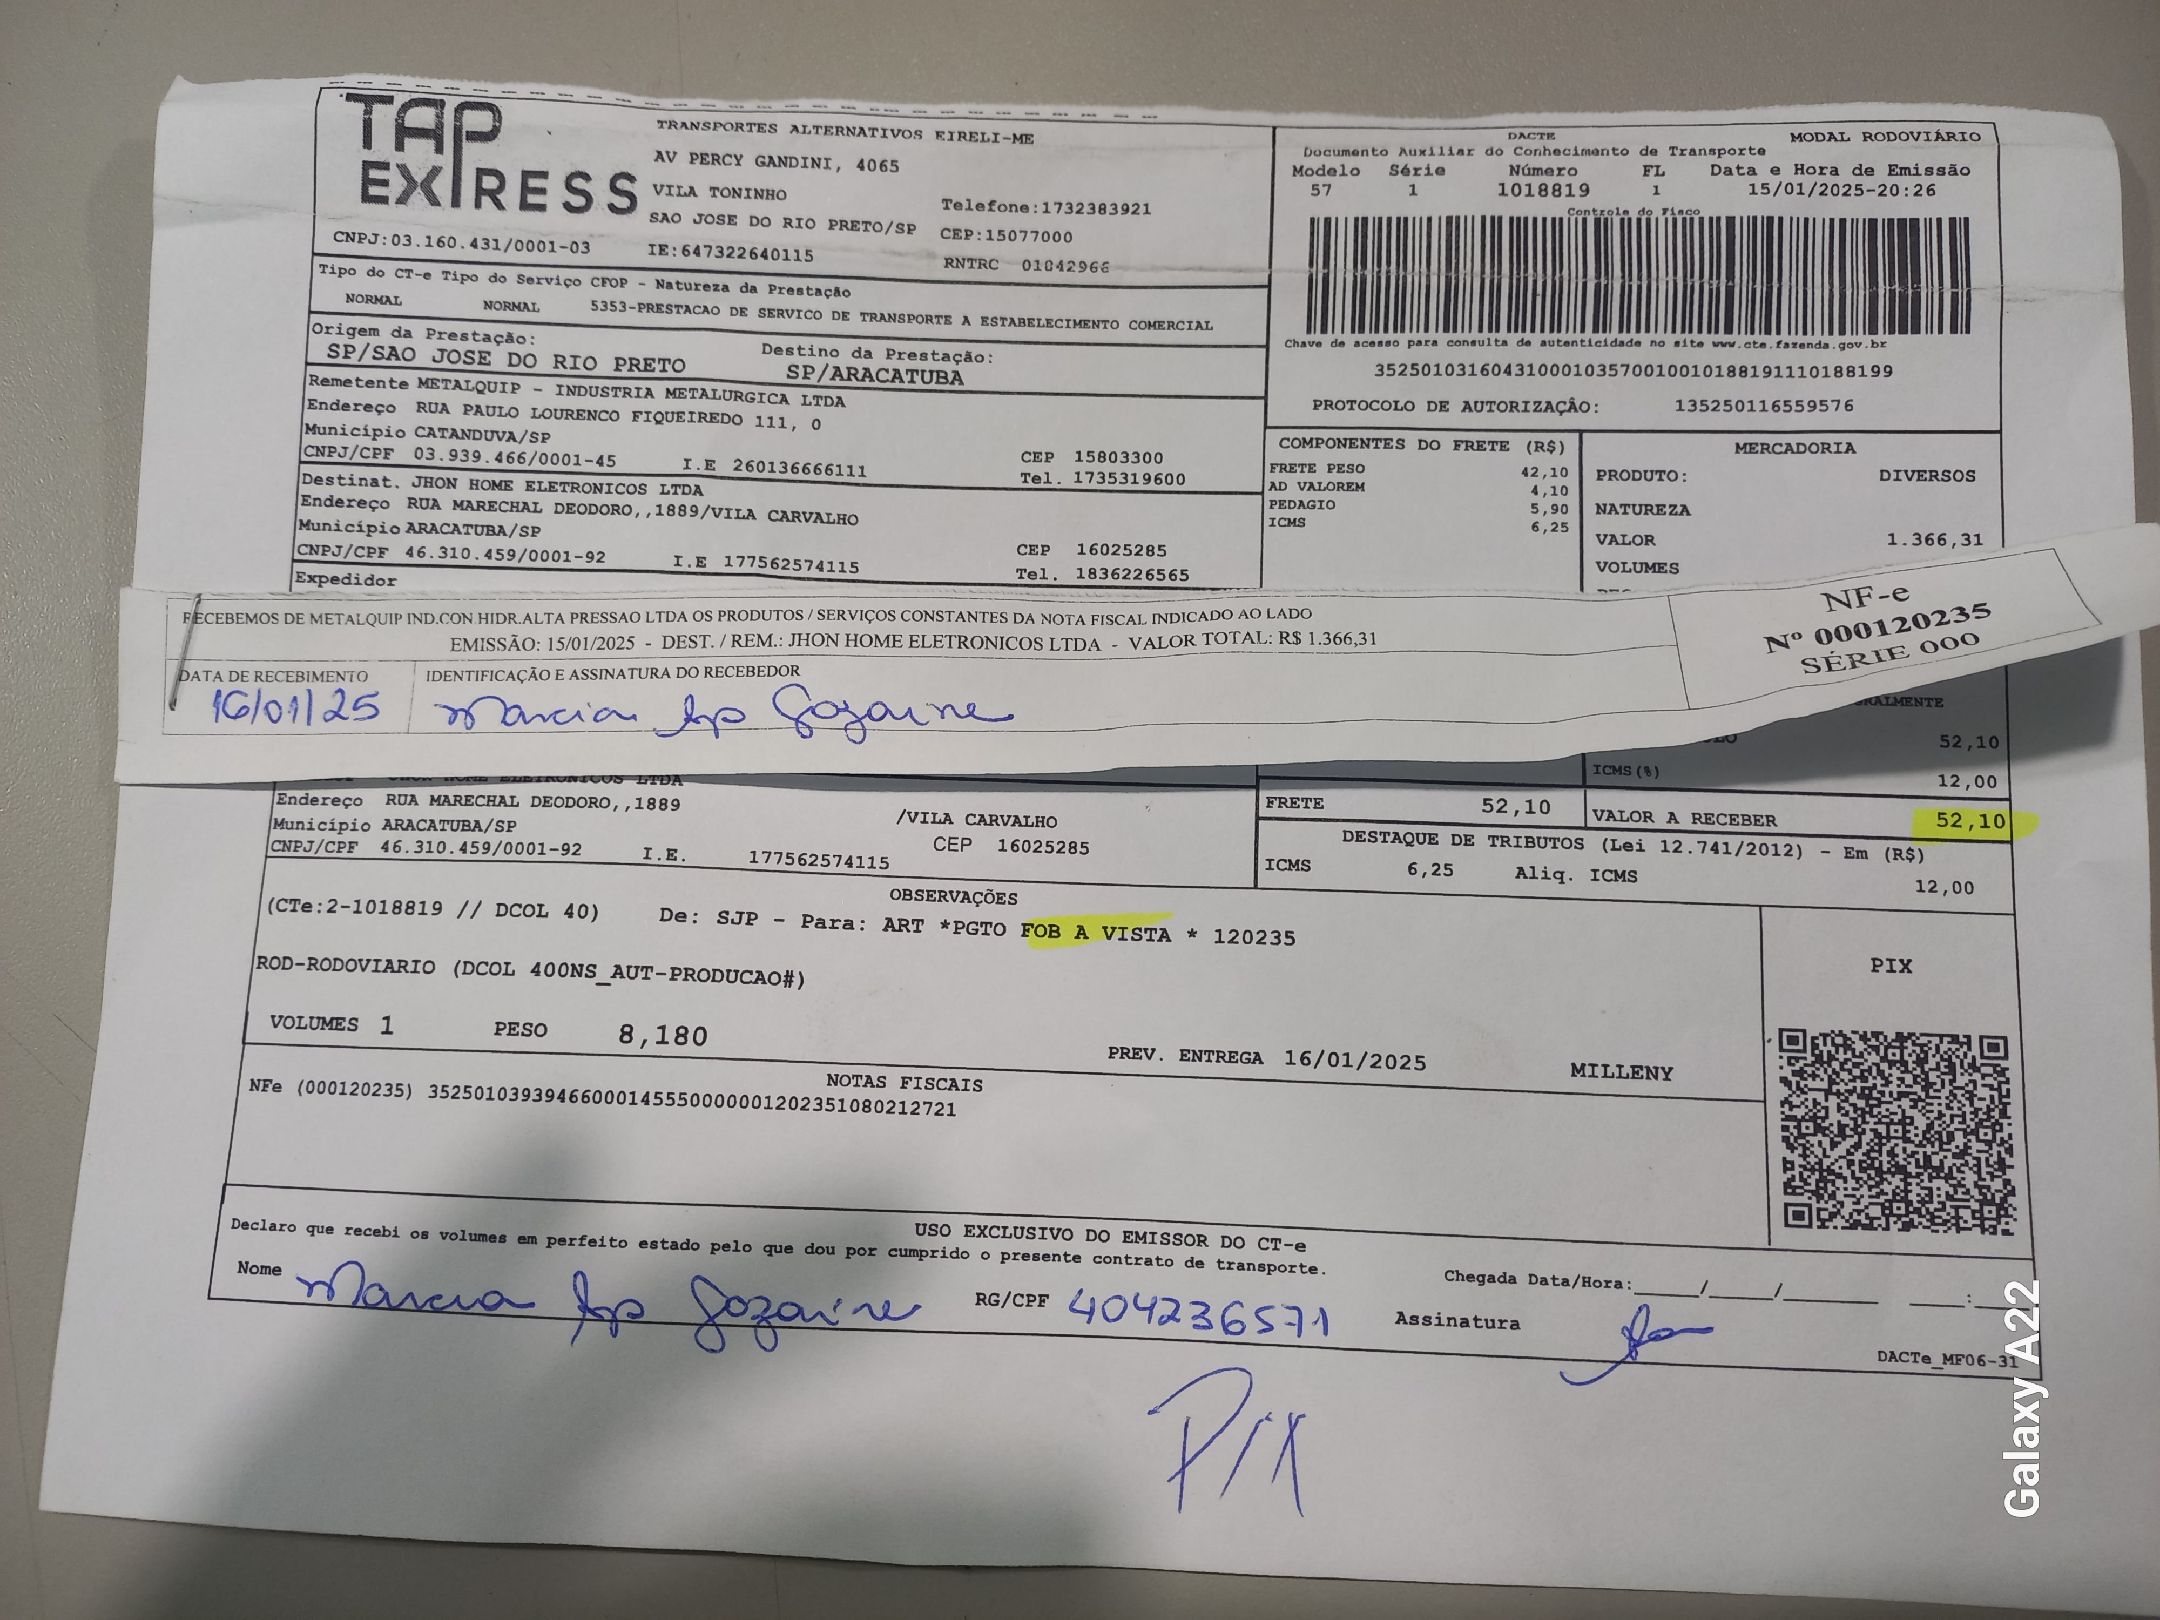 TAP EXPRESS
TRANSPORTES ALTERNATIVOS EIRELI-ME
AV PERCY GANDINI, 4065
VILA TONINHO
Telefone:1732383921
SAO JOSE DO RIO PRETO/SP CEP:15077000
CNPJ:03.160.431/0001-03 IE:647322640115 RNTRC 01042966
Tipo do CT-e Tipo do Serviço CFOP - Natureza da Prestação
NORMAL NORMAL 5353-PRESTACAO DE SERVICO DE TRANSPORTE A ESTABELECIMENTO COMERCIAL
Origem da Prestação: Destino da Prestação:
SP/SAO JOSE DO RIO PRETO SP/ARACATUBA
Remetente METALQUIP - INDUSTRIA METALURGICA LTDA
Endereço RUA PAULO LOURENCO FIQUEIREDO 111, 0
Município CATANDUVA/SP CEP 15803300
CNPJ/CPF 03.939.466/0001-45 I.E 260136666111 Tel. 1735319600
Destinat. JHON HOME ELETRONICOS LTDA
Endereço RUA MARECHAL DEODORO,,1889/VILA CARVALHO
Município ARACATUBA/SP CEP 16025285
CNPJ/CPF 46.310.459/0001-92 I.E 177562574115 Tel. 1836226565
Expedidor
DACTE MODAL RODOVIÁRIO
Documento Auxiliar do Conhecimento de Transporte
Modelo Série Número FL Data e Hora de Emissão
57 1 1018819 1 15/01/2025-20:26
Controle do Fisco
Chave de acesso para consulta de autenticidade no site www.cte.fazenda.gov.br
35250103160431000103570010010188191110188199
PROTOCOLO DE AUTORIZAÇÂO: 135250116559576
COMPONENTES DO FRETE (R$)
FRETE PESO 42,10
AD VALOREM 4,10
PEDAGIO 5,90
ICMS 6,25
MERCADORIA
PRODUTO: DIVERSOS
NATUREZA
VALOR 1.366,31
VOLUMES
RECEBEMOS DE METALQUIP IND.CON HIDR.ALTA PRESSAO LTDA OS PRODUTOS / SERVIÇOS CONSTANTES DA NOTA FISCAL INDICADO AO LADO
EMISSÃO: 15/01/2025 - DEST. / REM.: JHON HOME ELETRONICOS LTDA - VALOR TOTAL: R$ 1.366,31
DATA DE RECEBIMENTO IDENTIFICAÇÃO E ASSINATURA DO RECEBEDOR
16/01/25 Marcia Ap Gozaine
NF-e
Nº 000120235
SÉRIE 000
52,10
ICMS(%) 12,00
JHON HOME ELETRONICOS LTDA
Endereço RUA MARECHAL DEODORO,,1889 /VILA CARVALHO
Município ARACATUBA/SP CEP 16025285
CNPJ/CPF 46.310.459/0001-92 I.E. 177562574115
FRETE 52,10 VALOR A RECEBER 52,10
DESTAQUE DE TRIBUTOS (Lei 12.741/2012) - Em (R$)
ICMS 6,25 Aliq. ICMS 12,00
OBSERVAÇÕES
(CTe:2-1018819 // DCOL 40) De: SJP - Para: ART *PGTO FOB A VISTA * 120235
ROD-RODOVIARIO (DCOL 400NS_AUT-PRODUCAO#)
VOLUMES 1 PESO 8,180 PREV. ENTREGA 16/01/2025 MILLENY
PIX
NOTAS FISCAIS
NFe (000120235) 35250103939466000145550000001202351080212721
USO EXCLUSIVO DO EMISSOR DO CT-e
Declaro que recebi os volumes em perfeito estado pelo que dou por cumprido o presente contrato de transporte.
Chegada Data/Hora:____/____/______ ____:____
Nome Marcia Ap Gozaine RG/CPF 404236571 Assinatura
DACTe_MF06-31
PIX
Galaxy A22